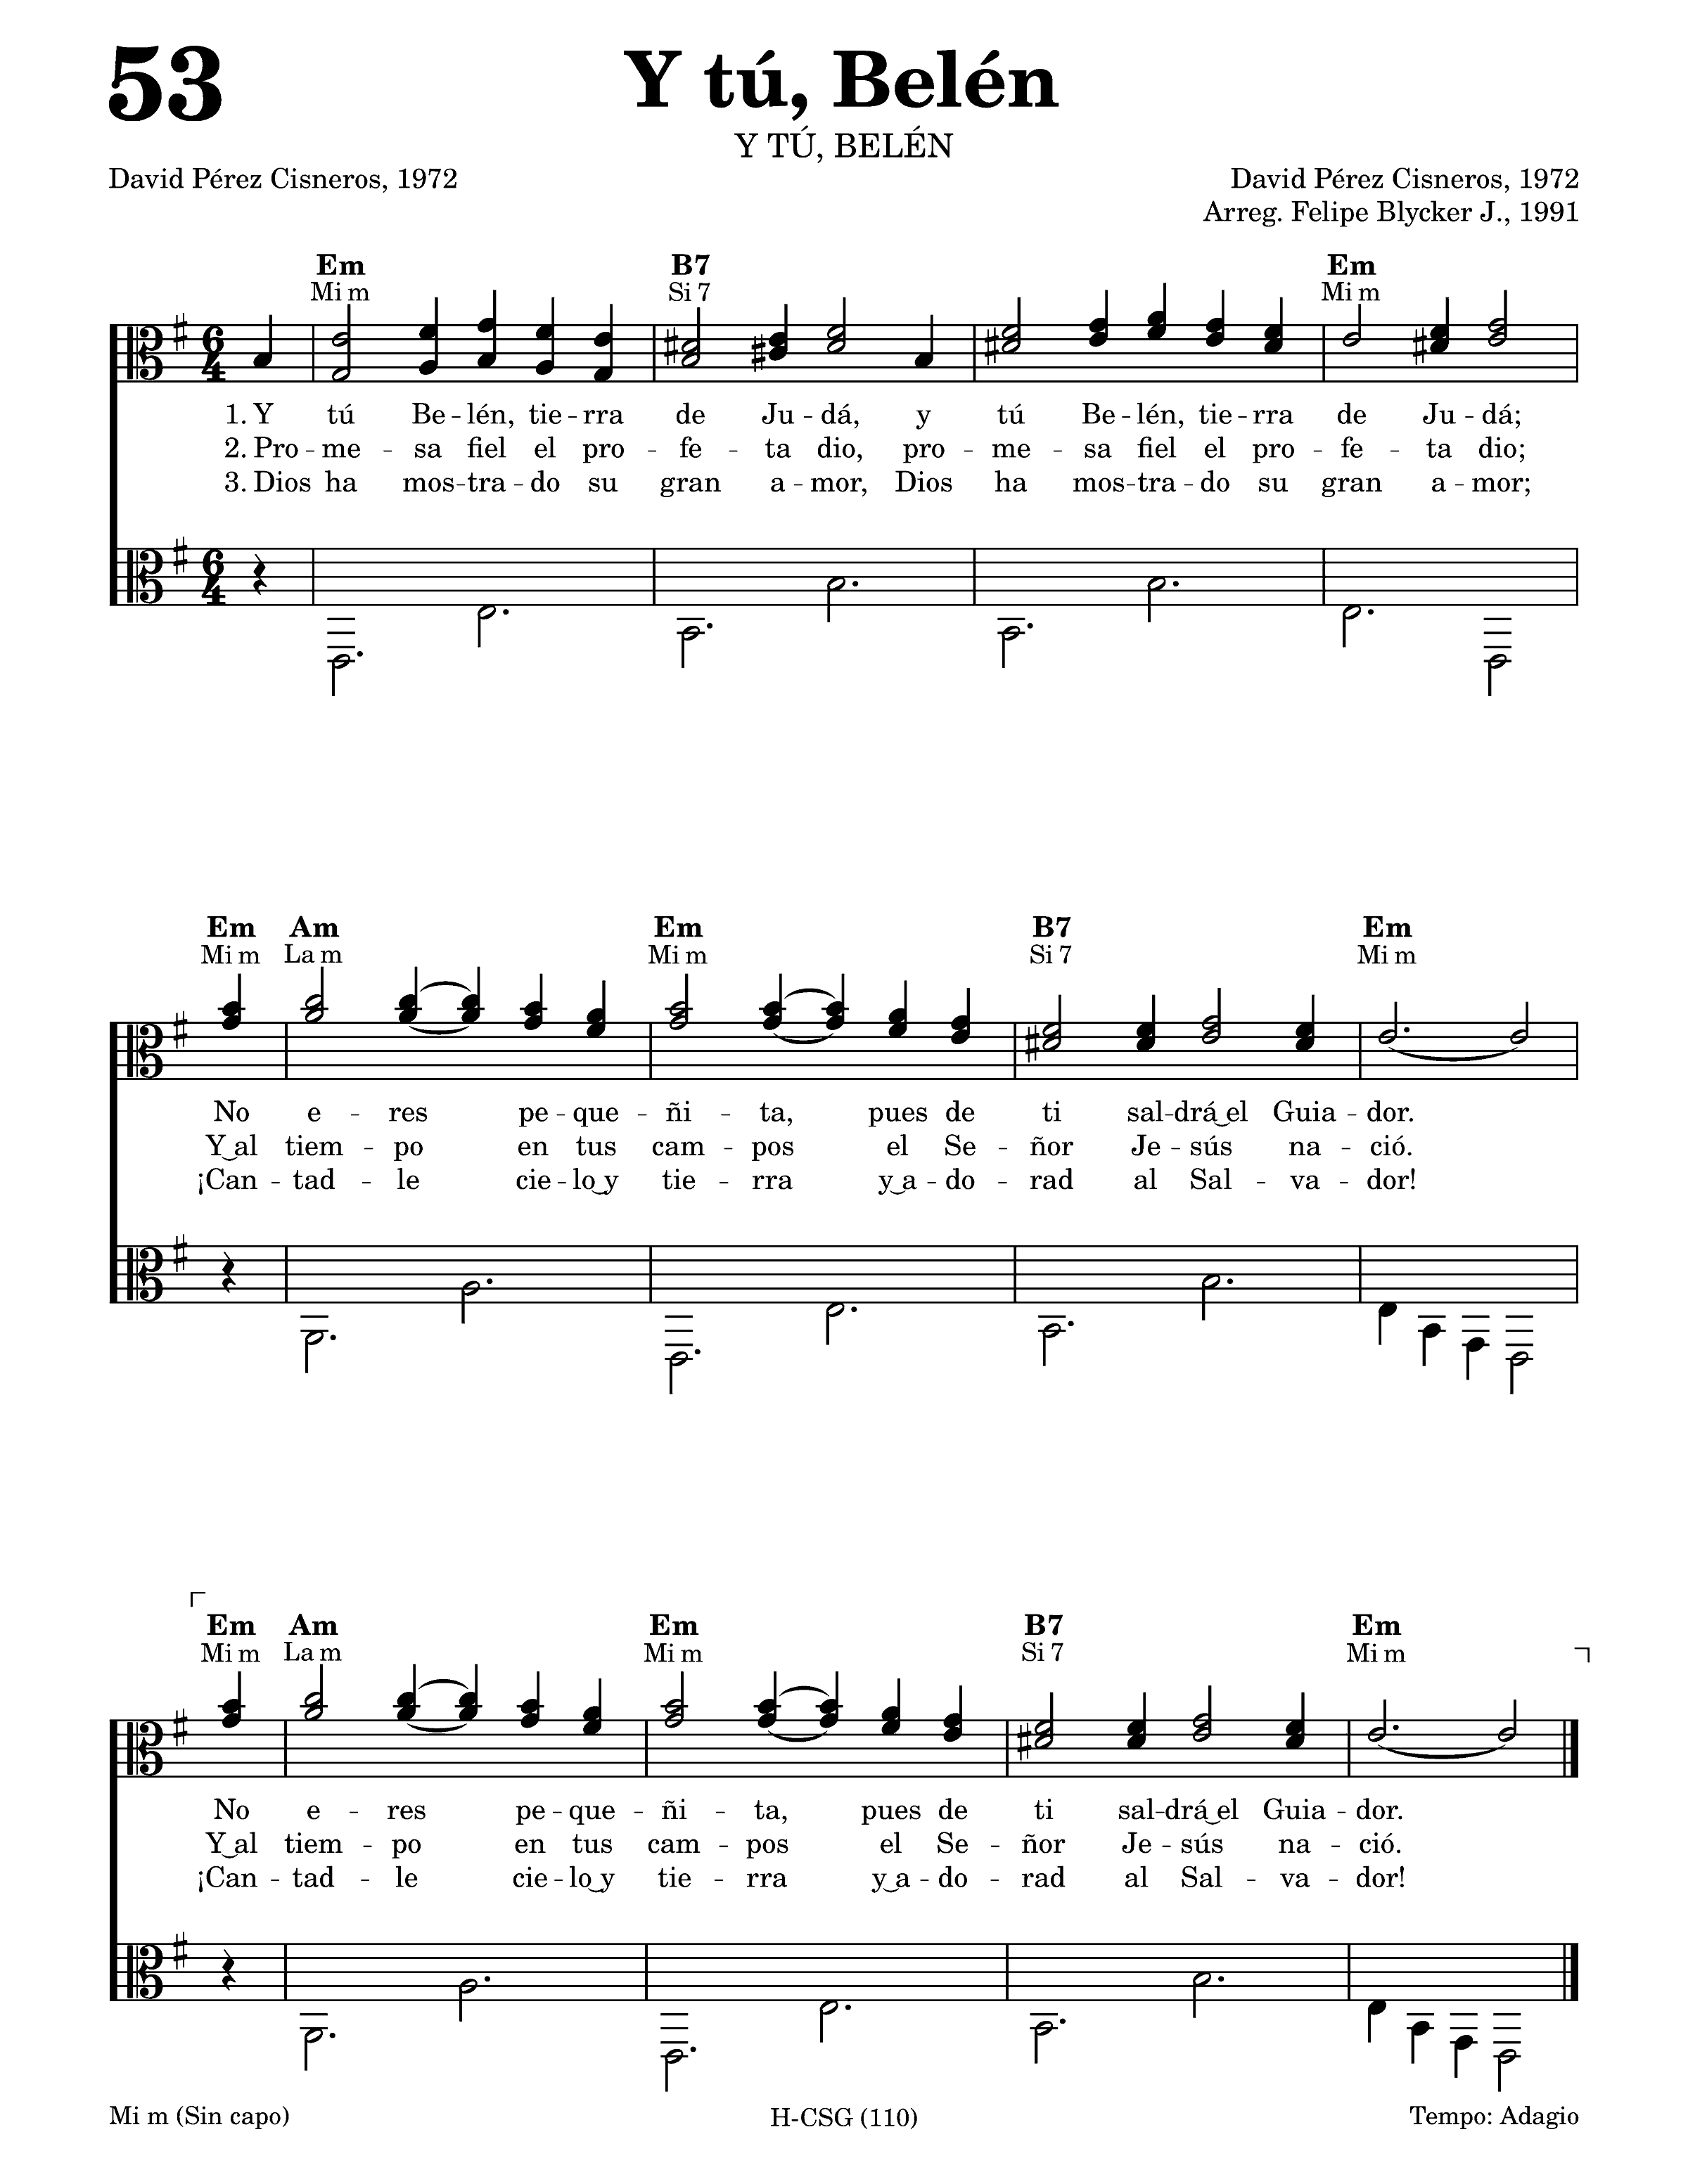 53
Y tú, Belén
Y TÚ, BELÉN
David Pérez Cisneros, 1972
David Pérez Cisneros, 1972
Arreg. Felipe Blycker J., 1991
Em B7 Em
Mi m Si 7 Mi m
6 4
1. Y tú Be - lén, tie - rra de Ju - dá, y tú Be - lén, tie - rra de Ju - dá;
2. Pro - me - sa fiel el pro - fe - ta dio, pro - me - sa fiel el pro - fe - ta dio;
3. Dios ha mos - tra - do su gran a - mor, Dios ha mos - tra - do su gran a - mor;
6 4
Em Am Em B7 Em
Mi m La m Mi m Si 7 Mi m
No e - res pe - que - ñi - ta, pues de ti sal - drá‿el Guia - dor.
Y‿al tiem - po en tus cam - pos el Se - ñor Je - sús na - ció.
¡Can - tad - le cie - lo‿y tie - rra y‿a - do - rad al Sal - va - dor!
Em Am Em B7 Em
Mi m La m Mi m Si 7 Mi m
No e - res pe - que - ñi - ta, pues de ti sal - drá‿el Guia - dor.
Y‿al tiem - po en tus cam - pos el Se - ñor Je - sús na - ció.
¡Can - tad - le cie - lo‿y tie - rra y‿a - do - rad al Sal - va - dor!
Mi m (Sin capo)
H-CSG (110)
Tempo: Adagio